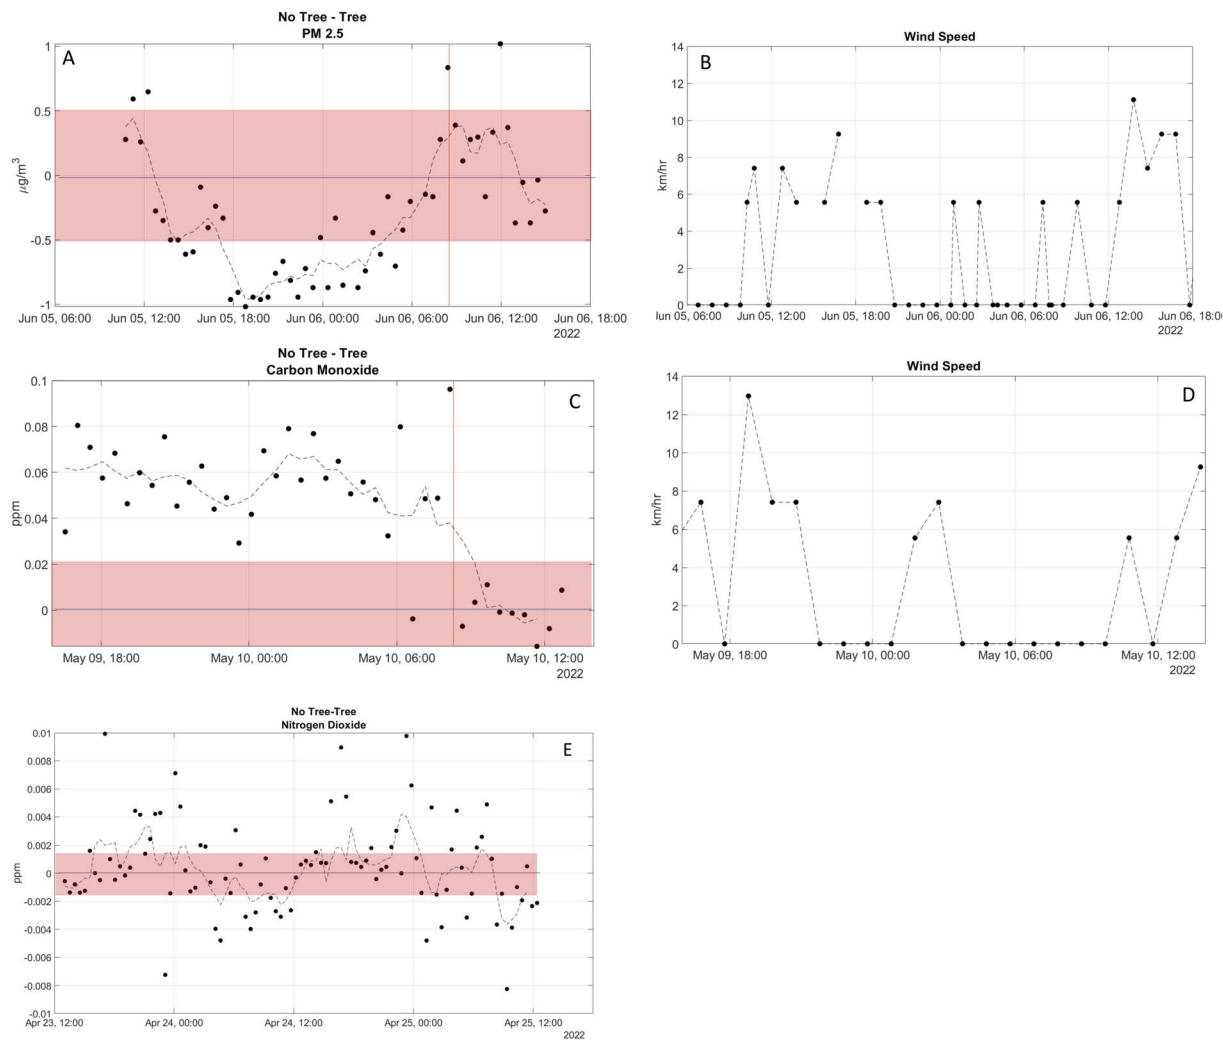 No Tree - Tree
PM 2.5
A
1
0.5
0
-0.5
-1
µg/m3
Jun 05, 06:00 Jun 05, 12:00 Jun 05, 18:00 Jun 06, 00:00 Jun 06, 06:00 Jun 06, 12:00 Jun 06, 18:00
2022
Wind Speed
B
14
12
10
8
6
4
2
0
km/hr
Jun 05, 06:00 Jun 05, 12:00 Jun 05, 18:00 Jun 06, 00:00 Jun 06, 06:00 Jun 06, 12:00 Jun 06, 18:00
2022
No Tree - Tree
Carbon Monoxide
C
0.1
0.08
0.06
0.04
0.02
0
ppm
May 09, 18:00 May 10, 00:00 May 10, 06:00 May 10, 12:00
2022
Wind Speed
D
14
12
10
8
6
4
2
0
km/hr
May 09, 18:00 May 10, 00:00 May 10, 06:00 May 10, 12:00
2022
No Tree-Tree
Nitrogen Dioxide
E
0.01
0.008
0.006
0.004
0.002
0
-0.002
-0.004
-0.006
-0.008
-0.01
ppm
Apr 23, 12:00 Apr 24, 00:00 Apr 24, 12:00 Apr 25, 00:00 Apr 25, 12:00
2022